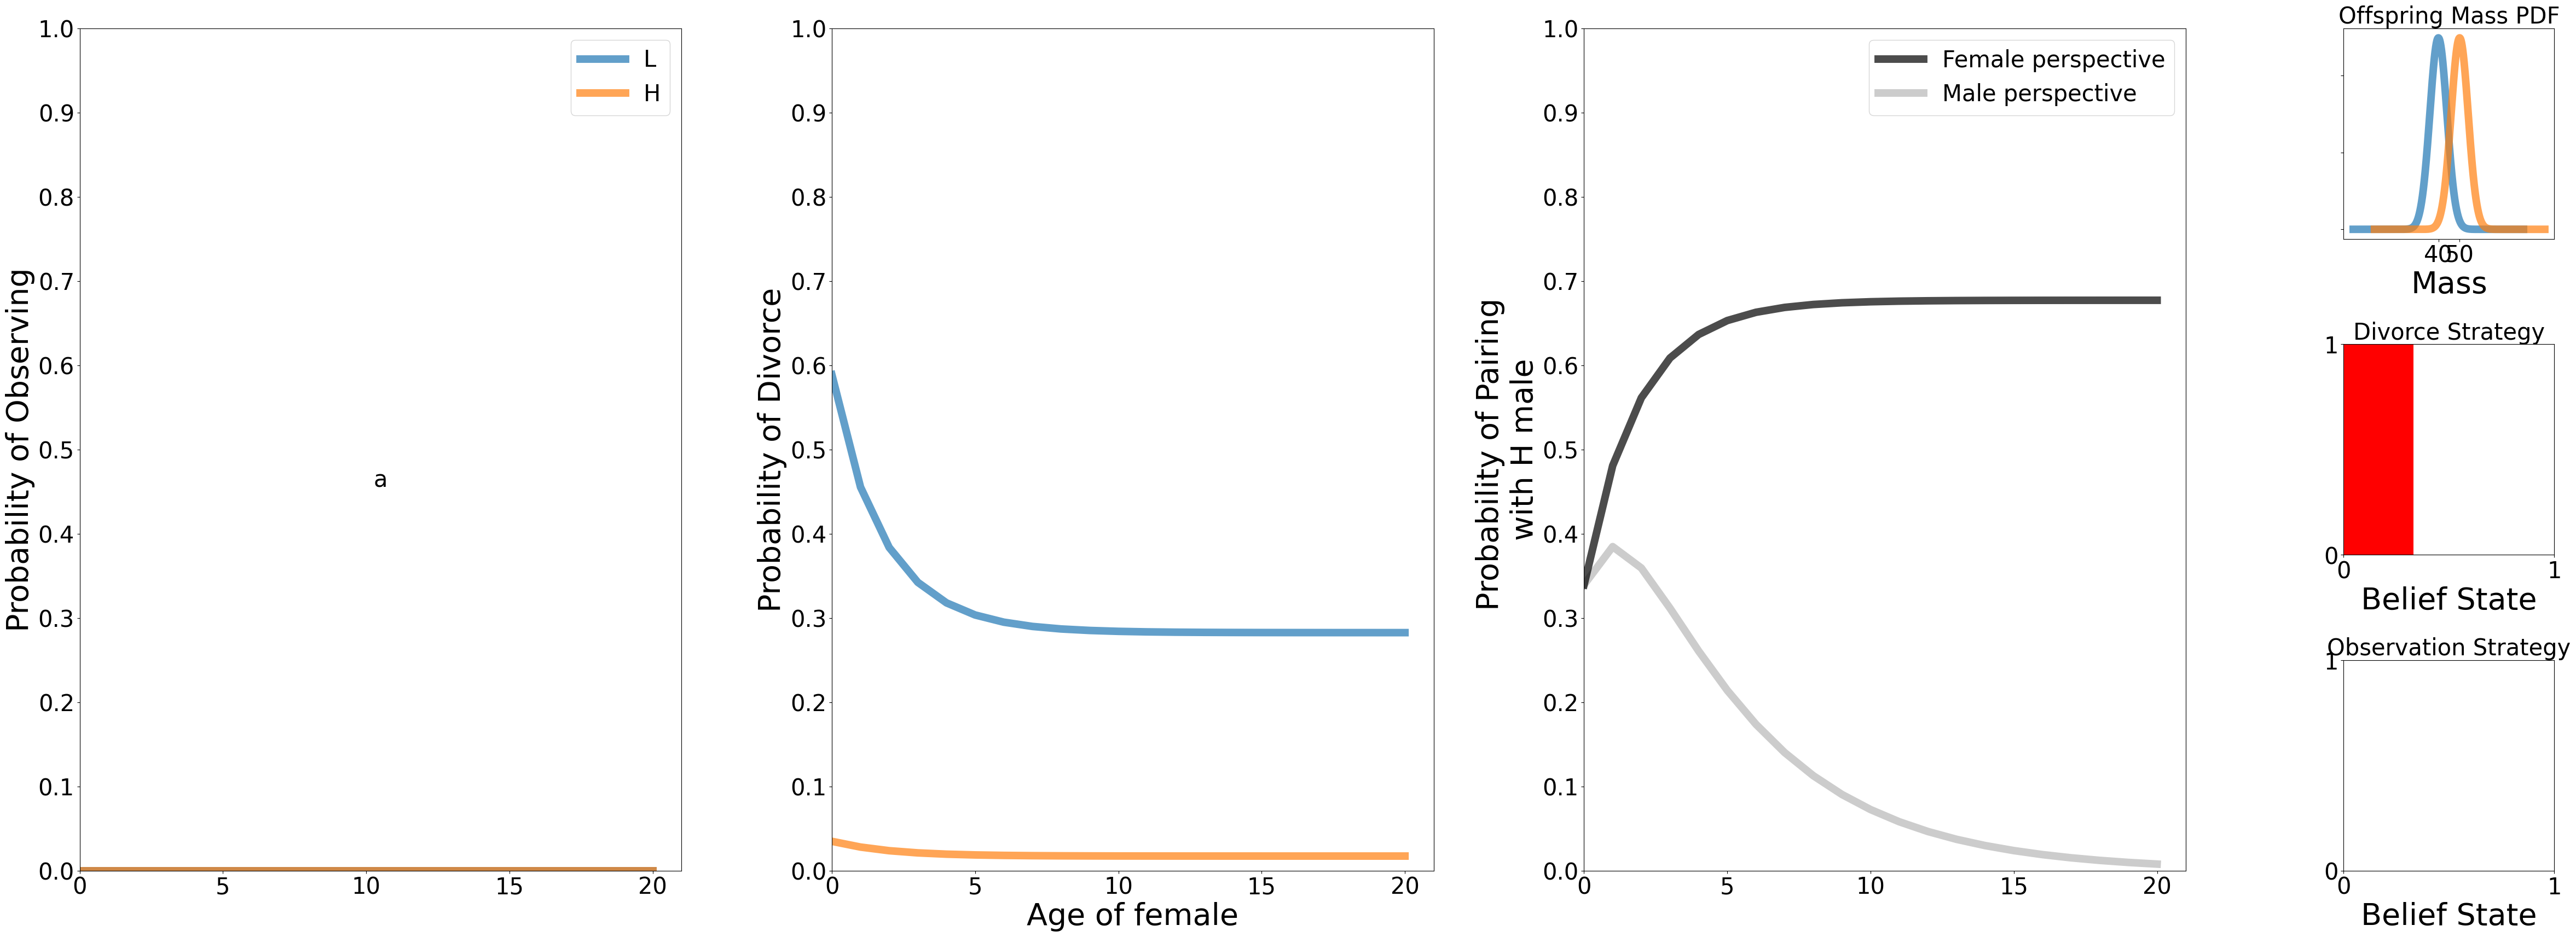 Probability of Observing
1.0
0.9
0.8
0.7
0.6
0.5
0.4
0.3
0.2
0.1
0.0
0 5 10 15 20
L
H
a
Probability of Divorce
1.0
0.9
0.8
0.7
0.6
0.5
0.4
0.3
0.2
0.1
0.0
0 5 10 15 20
Age of female
Probability of Pairing
with H male
1.0
0.9
0.8
0.7
0.6
0.5
0.4
0.3
0.2
0.1
0.0
0 5 10 15 20
Female perspective
Male perspective
Offspring Mass PDF
40 50
Mass
Divorce Strategy
1
0
0 1
Belief State
Observation Strategy
1
0
0 1
Belief State